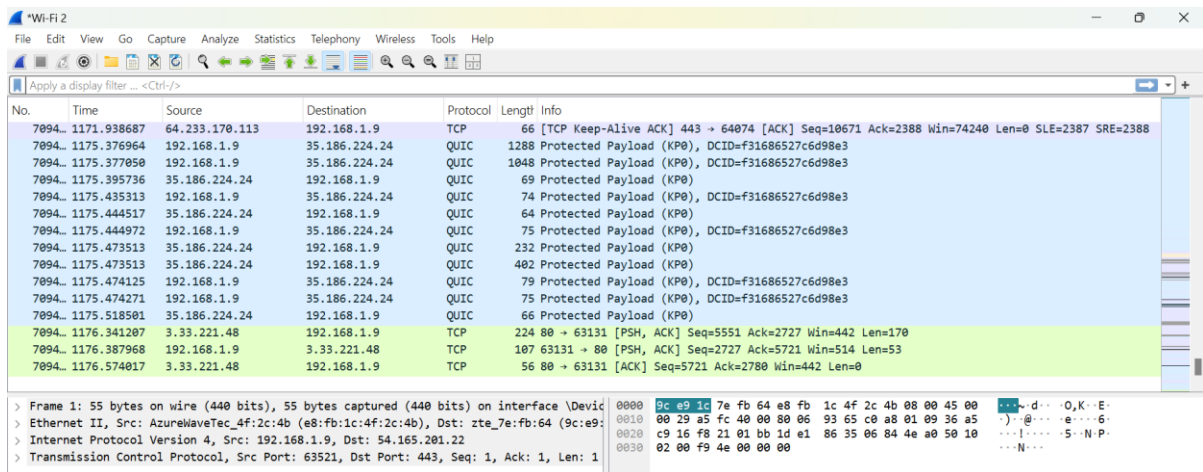 *Wi-Fi 2
File Edit View Go Capture Analyze Statistics Telephony Wireless Tools Help
Apply a display filter ... <Ctrl-/>
No. Time Source Destination Protocol Length Info
7094… 1171.938687 64.233.170.113 192.168.1.9 TCP 66 [TCP Keep-Alive ACK] 443 → 64074 [ACK] Seq=10671 Ack=2388 Win=74240 Len=0 SLE=2387 SRE=2388
7094… 1175.376964 192.168.1.9 35.186.224.24 QUIC 1288 Protected Payload (KP0), DCID=f31686527c6d98e3
7094… 1175.377050 192.168.1.9 35.186.224.24 QUIC 1048 Protected Payload (KP0), DCID=f31686527c6d98e3
7094… 1175.395736 35.186.224.24 192.168.1.9 QUIC 69 Protected Payload (KP0)
7094… 1175.435313 192.168.1.9 35.186.224.24 QUIC 74 Protected Payload (KP0), DCID=f31686527c6d98e3
7094… 1175.444517 35.186.224.24 192.168.1.9 QUIC 64 Protected Payload (KP0)
7094… 1175.444972 192.168.1.9 35.186.224.24 QUIC 75 Protected Payload (KP0), DCID=f31686527c6d98e3
7094… 1175.473513 35.186.224.24 192.168.1.9 QUIC 232 Protected Payload (KP0)
7094… 1175.473513 35.186.224.24 192.168.1.9 QUIC 402 Protected Payload (KP0)
7094… 1175.474125 192.168.1.9 35.186.224.24 QUIC 79 Protected Payload (KP0), DCID=f31686527c6d98e3
7094… 1175.474271 192.168.1.9 35.186.224.24 QUIC 75 Protected Payload (KP0), DCID=f31686527c6d98e3
7094… 1175.518501 35.186.224.24 192.168.1.9 QUIC 66 Protected Payload (KP0)
7094… 1176.341207 3.33.221.48 192.168.1.9 TCP 224 80 → 63131 [PSH, ACK] Seq=5551 Ack=2727 Win=442 Len=170
7094… 1176.387968 192.168.1.9 3.33.221.48 TCP 107 63131 → 80 [PSH, ACK] Seq=2727 Ack=5721 Win=514 Len=53
7094… 1176.574017 3.33.221.48 192.168.1.9 TCP 56 80 → 63131 [ACK] Seq=5721 Ack=2780 Win=442 Len=0
> Frame 1: 55 bytes on wire (440 bits), 55 bytes captured (440 bits) on interface \Devic
> Ethernet II, Src: AzureWaveTec_4f:2c:4b (e8:fb:1c:4f:2c:4b), Dst: zte_7e:fb:64 (9c:e9:
> Internet Protocol Version 4, Src: 192.168.1.9, Dst: 54.165.201.22
> Transmission Control Protocol, Src Port: 63521, Dst Port: 443, Seq: 1, Ack: 1, Len: 1
0000 9c e9 1c 7e fb 64 e8 fb 1c 4f 2c 4b 08 00 45 00 ···~·d·· ·O,K··E·
0010 00 29 a5 fc 40 00 80 06 93 65 c0 a8 01 09 36 a5 ·)··@··· ·e····6·
0020 c9 16 f8 21 01 bb 1d e1 86 35 06 84 4e a0 50 10 ···!···· ·5··N·P·
0030 02 00 f9 4e 00 00 00 ···N···